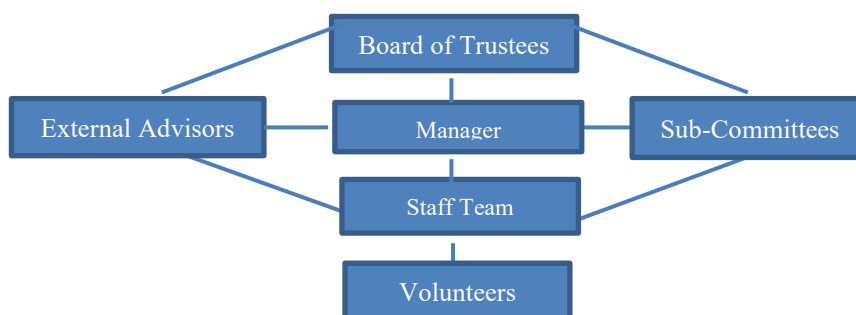 Board of Trustees
External Advisors
Manager
Sub-Committees
Staff Team
Volunteers